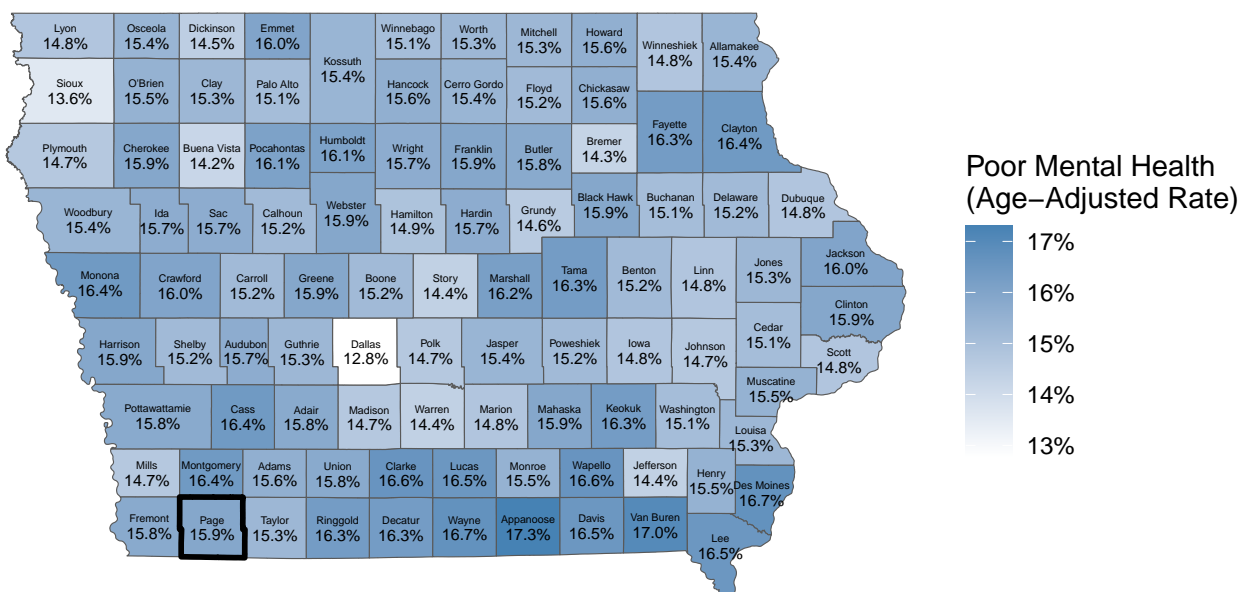 Lyon
14.8%
Osceola
15.4%
Dickinson
14.5%
Emmet
16.0%
Kossuth
15.4%
Winnebago
15.1%
Worth
15.3%
Mitchell
15.3%
Howard
15.6%
Winneshiek
14.8%
Allamakee
15.4%
Sioux
13.6%
O'Brien
15.5%
Clay
15.3%
Palo Alto
15.1%
Hancock
15.6%
Cerro Gordo
15.4%
Floyd
15.2%
Chickasaw
15.6%
Fayette
16.3%
Clayton
16.4%
Plymouth
14.7%
Cherokee
15.9%
Buena Vista
14.2%
Pocahontas
16.1%
Humboldt
16.1%
Wright
15.7%
Franklin
15.9%
Butler
15.8%
Bremer
14.3%
Woodbury
15.4%
Ida
15.7%
Sac
15.7%
Calhoun
15.2%
Webster
15.9%
Hamilton
14.9%
Hardin
15.7%
Grundy
14.6%
Black Hawk
15.9%
Buchanan
15.1%
Delaware
15.2%
Dubuque
14.8%
Monona
16.4%
Crawford
16.0%
Carroll
15.2%
Greene
15.9%
Boone
15.2%
Story
14.4%
Marshall
16.2%
Tama
16.3%
Benton
15.2%
Linn
14.8%
Jones
15.3%
Jackson
16.0%
Clinton
15.9%
Harrison
15.9%
Shelby
15.2%
Audubon
15.7%
Guthrie
15.3%
Dallas
12.8%
Polk
14.7%
Jasper
15.4%
Poweshiek
15.2%
Iowa
14.8%
Johnson
14.7%
Cedar
15.1%
Scott
14.8%
Muscatine
15.5%
Pottawattamie
15.8%
Cass
16.4%
Adair
15.8%
Madison
14.7%
Warren
14.4%
Marion
14.8%
Mahaska
15.9%
Keokuk
16.3%
Washington
15.1%
Louisa
15.3%
Mills
14.7%
Montgomery
16.4%
Adams
15.6%
Union
15.8%
Clarke
16.6%
Lucas
16.5%
Monroe
15.5%
Wapello
16.6%
Jefferson
14.4%
Henry
15.5%
Des Moines
16.7%
Fremont
15.8%
Page
15.9%
Taylor
15.3%
Ringgold
16.3%
Decatur
16.3%
Wayne
16.7%
Appanoose
17.3%
Davis
16.5%
Van Buren
17.0%
Lee
16.5%
Poor Mental Health
(Age−Adjusted Rate)
17%
16%
15%
14%
13%